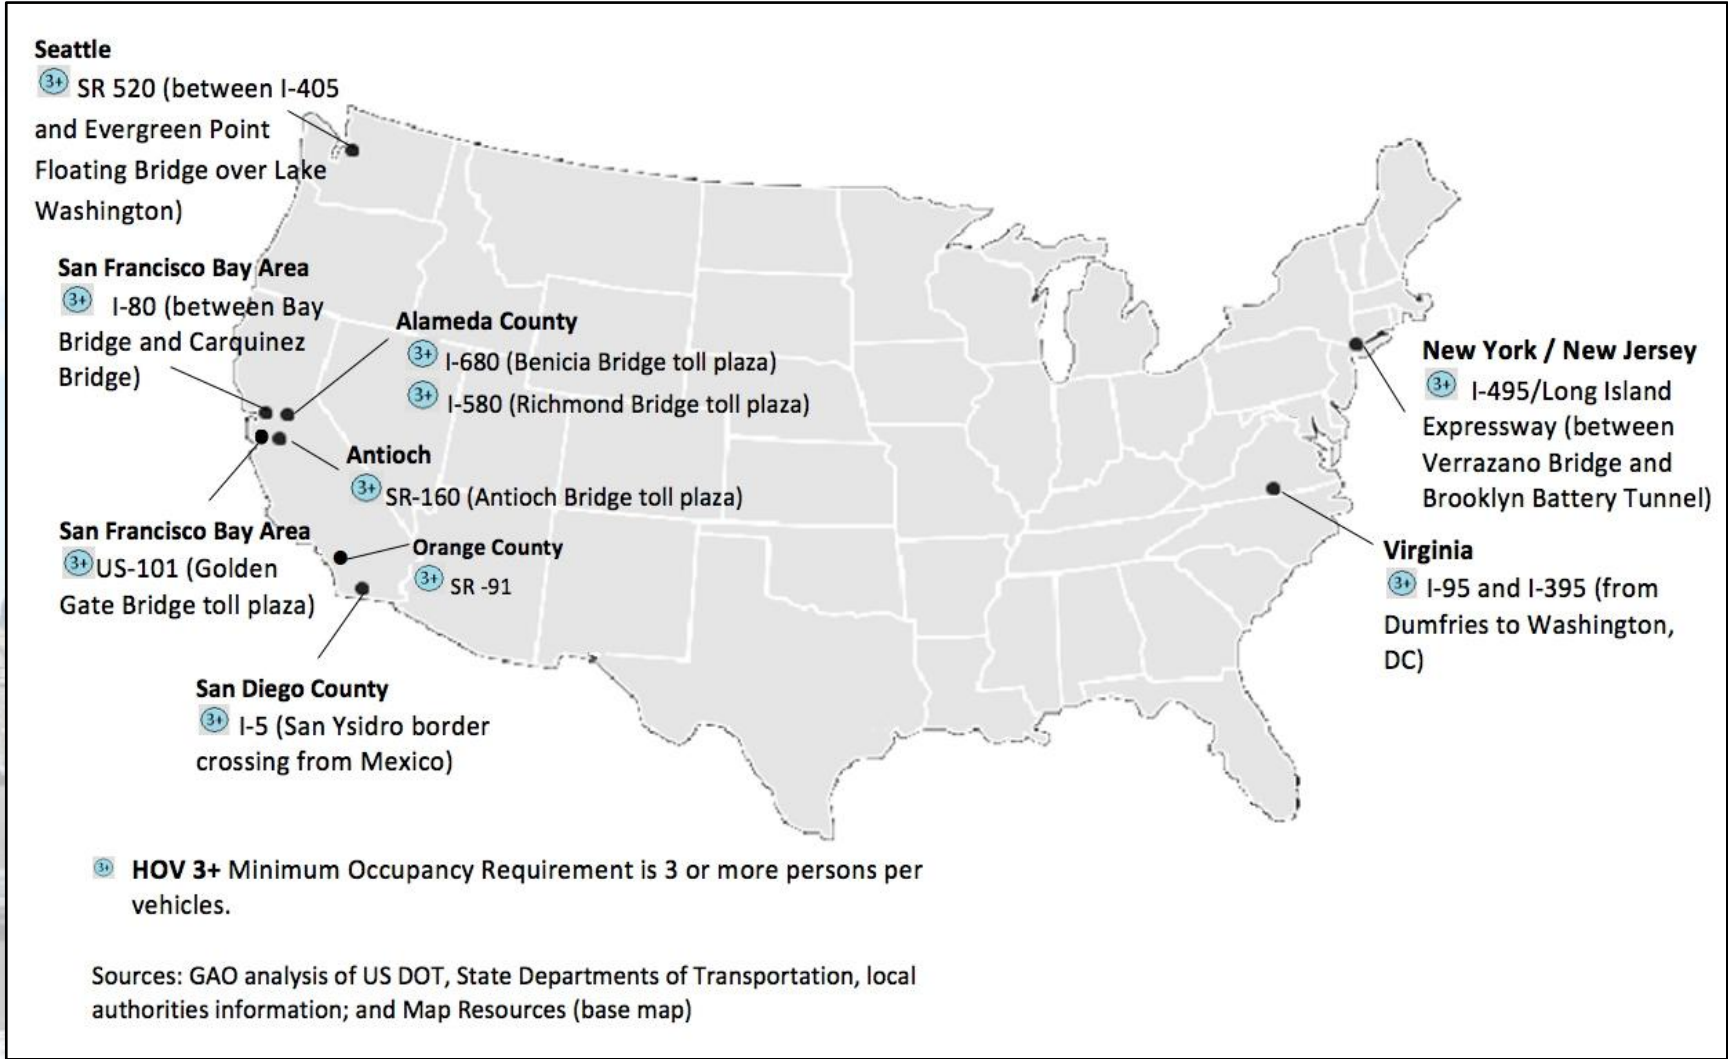 Seattle
3+ SR 520 (between I-405
and Evergreen Point
Floating Bridge over Lake
Washington)
San Francisco Bay Area
3+ I-80 (between Bay
Bridge and Carquinez
Bridge)
Alameda County
3+ I-680 (Benicia Bridge toll plaza)
3+ I-580 (Richmond Bridge toll plaza)
Antioch
3+ SR-160 (Antioch Bridge toll plaza)
San Francisco Bay Area
3+ US-101 (Golden
Gate Bridge toll plaza)
Orange County
3+ SR -91
San Diego County
3+ I-5 (San Ysidro border
crossing from Mexico)
New York / New Jersey
3+ I-495/Long Island
Expressway (between
Verrazano Bridge and
Brooklyn Battery Tunnel)
Virginia
3+ I-95 and I-395 (from
Dumfries to Washington,
DC)
3+ HOV 3+ Minimum Occupancy Requirement is 3 or more persons per
vehicles.
Sources: GAO analysis of US DOT, State Departments of Transportation, local
authorities information; and Map Resources (base map)